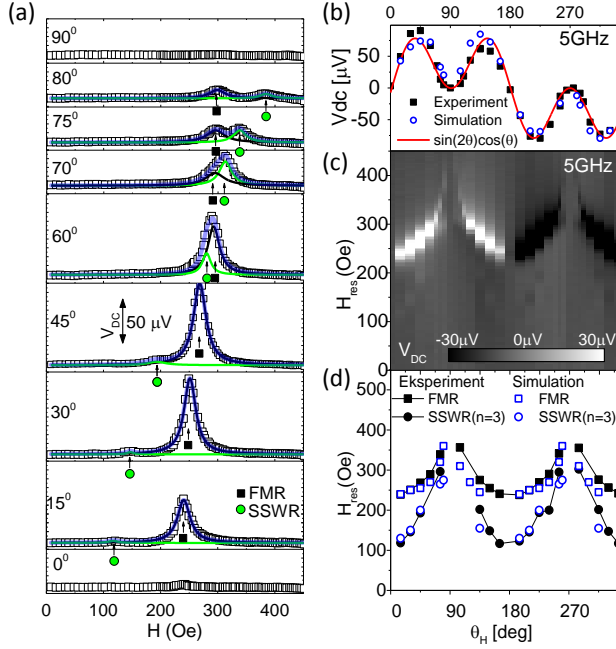 (a)
90⁰
80⁰
75⁰
70⁰
60⁰
45⁰
V_DC
50 μV
30⁰
15⁰
FMR
SSWR
0⁰
0 100 200 300 400
H (Oe)
(b)
5GHz
50
0
-50
Vdc [μV]
Experiment
Simulation
sin(2θ)cos(θ)
0 90 180 270
(c)
5GHz
400
300
200
100
0
H_res(Oe)
V_DC
-30μV 0μV 30μV
(d)
Eksperiment Simulation
FMR FMR
SSWR(n=3) SSWR(n=3)
500
400
300
200
100
0
H_res(Oe)
0 90 180 270
θ_H [deg]